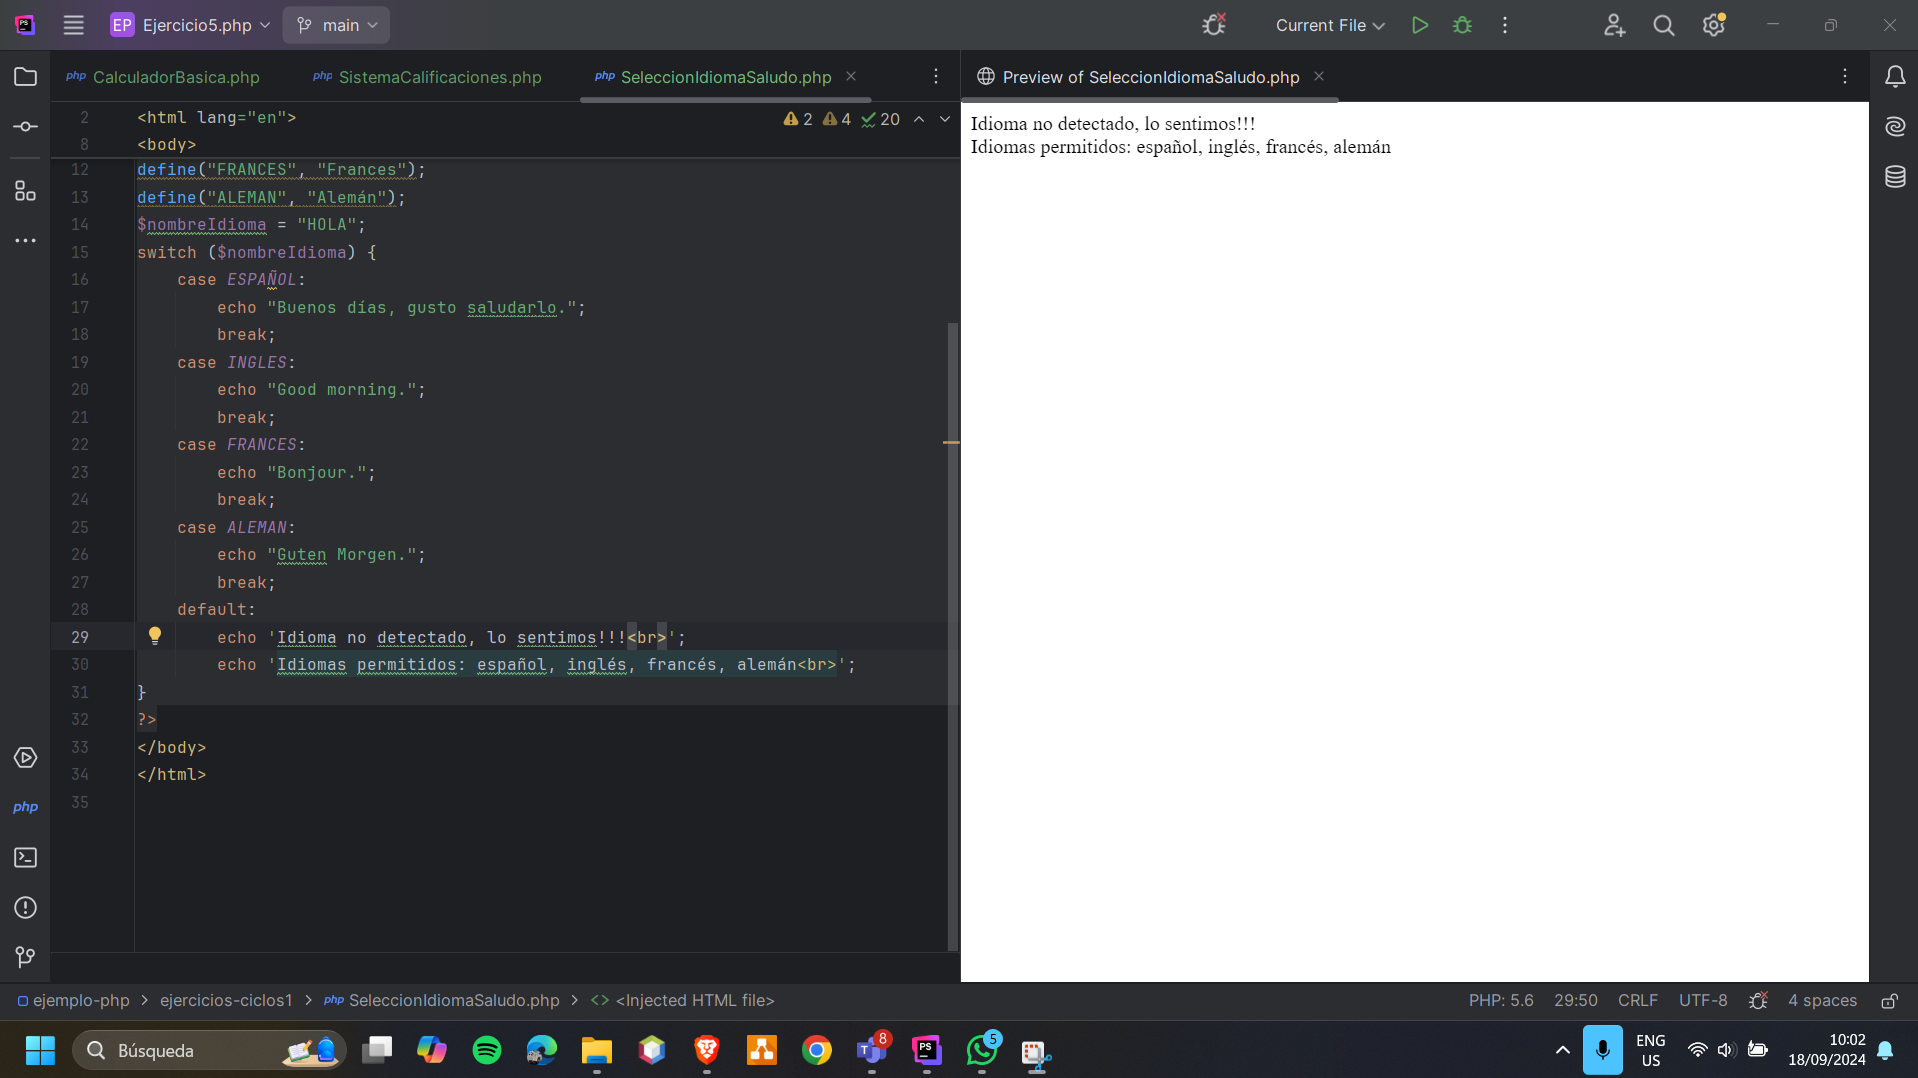 EP Ejercicio5.php main Current File
php CalculadorBasica.php php SistemaCalificaciones.php php SeleccionIdiomaSaludo.php
Preview of SeleccionIdiomaSaludo.php
2 <html lang="en"> 2 4 20
8 <body>
12 define("FRANCES", "Frances");
13 define("ALEMAN", "Alemán");
14 $nombreIdioma = "HOLA";
15 switch ($nombreIdioma) {
16 case ESPAÑOL:
17 echo "Buenos días, gusto saludarlo.";
18 break;
19 case INGLES:
20 echo "Good morning.";
21 break;
22 case FRANCES:
23 echo "Bonjour.";
24 break;
25 case ALEMAN:
26 echo "Guten Morgen.";
27 break;
28 default:
29 echo 'Idioma no detectado, lo sentimos!!!<br>';
30 echo 'Idiomas permitidos: español, inglés, francés, alemán<br>';
31 }
32 ?>
33 </body>
34 </html>
35
Idioma no detectado, lo sentimos!!!
Idiomas permitidos: español, inglés, francés, alemán
php
ejemplo-php > ejercicios-ciclos1 > php SeleccionIdiomaSaludo.php > <> <Injected HTML file>
PHP: 5.6 29:50 CRLF UTF-8 4 spaces
Búsqueda
8
PS
5
ENG
US
10:02
18/09/2024